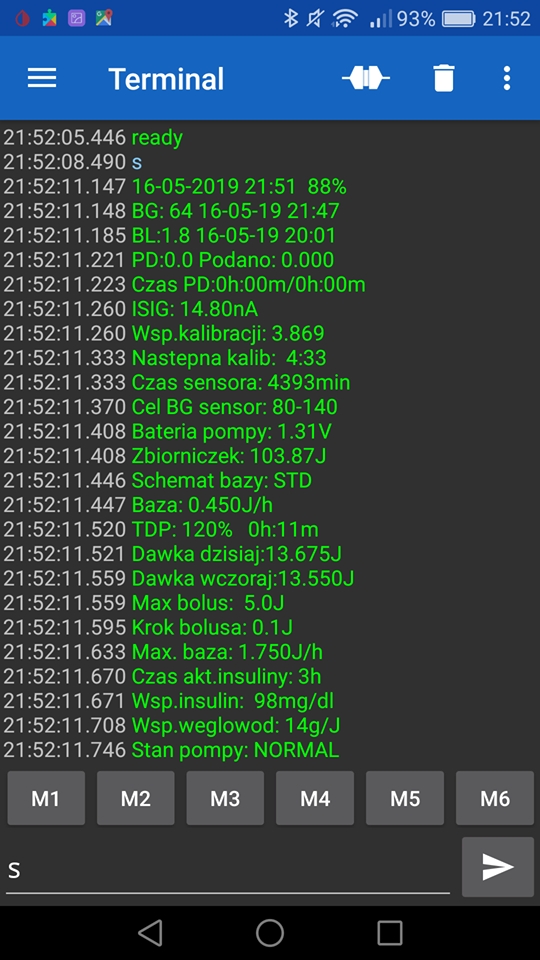 93% 21:52
Terminal
21:52:05.446 ready
21:52:08.490 s
21:52:11.147 16-05-2019 21:51  88%
21:52:11.148 BG: 64 16-05-19 21:47
21:52:11.185 BL:1.8 16-05-19 20:01
21:52:11.221 PD:0.0 Podano: 0.000
21:52:11.223 Czas PD:0h:00m/0h:00m
21:52:11.260 ISIG: 14.80nA
21:52:11.260 Wsp.kalibracji: 3.869
21:52:11.333 Nastepna kalib:  4:33
21:52:11.333 Czas sensora: 4393min
21:52:11.370 Cel BG sensor: 80-140
21:52:11.408 Bateria pompy: 1.31V
21:52:11.408 Zbiorniczek: 103.87J
21:52:11.446 Schemat bazy: STD
21:52:11.447 Baza: 0.450J/h
21:52:11.520 TDP: 120%   0h:11m
21:52:11.521 Dawka dzisiaj:13.675J
21:52:11.559 Dawka wczoraj:13.550J
21:52:11.559 Max bolus:  5.0J
21:52:11.595 Krok bolusa: 0.1J
21:52:11.633 Max. baza: 1.750J/h
21:52:11.670 Czas akt.insuliny: 3h
21:52:11.671 Wsp.insulin:  98mg/dl
21:52:11.708 Wsp.weglowod: 14g/J
21:52:11.746 Stan pompy: NORMAL
M1 M2 M3 M4 M5 M6
s